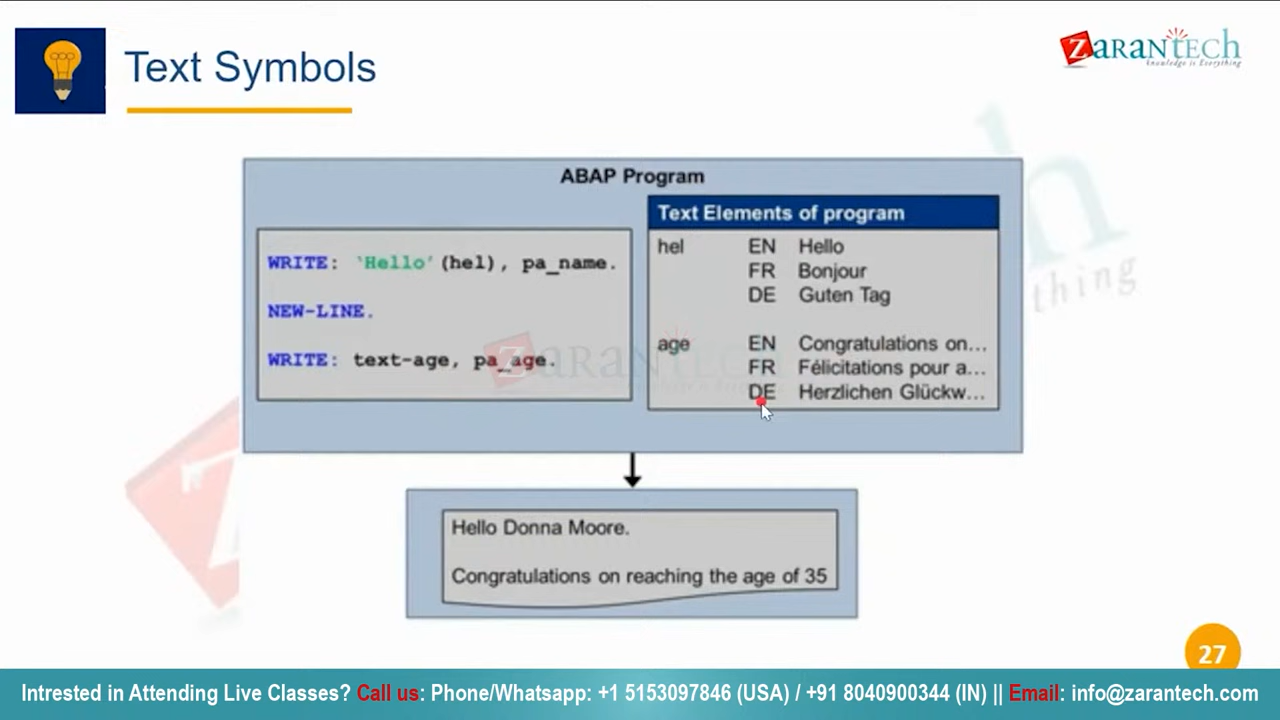 Text Symbols
ZARANTECH
knowledge is Everything
ABAP Program
WRITE: `Hello'(hel), pa_name.
NEW-LINE.
WRITE: text-age, pa_age.
Text Elements of program
hel EN Hello
FR Bonjour
DE Guten Tag
age EN Congratulations on...
FR Félicitations pour a...
DE Herzlichen Glückw...
ZARANTECH
Hello Donna Moore.
Congratulations on reaching the age of 35
27
Intrested in Attending Live Classes? Call us: Phone/Whatsapp: +1 5153097846 (USA) / +91 8040900344 (IN) || Email: info@zarantech.com